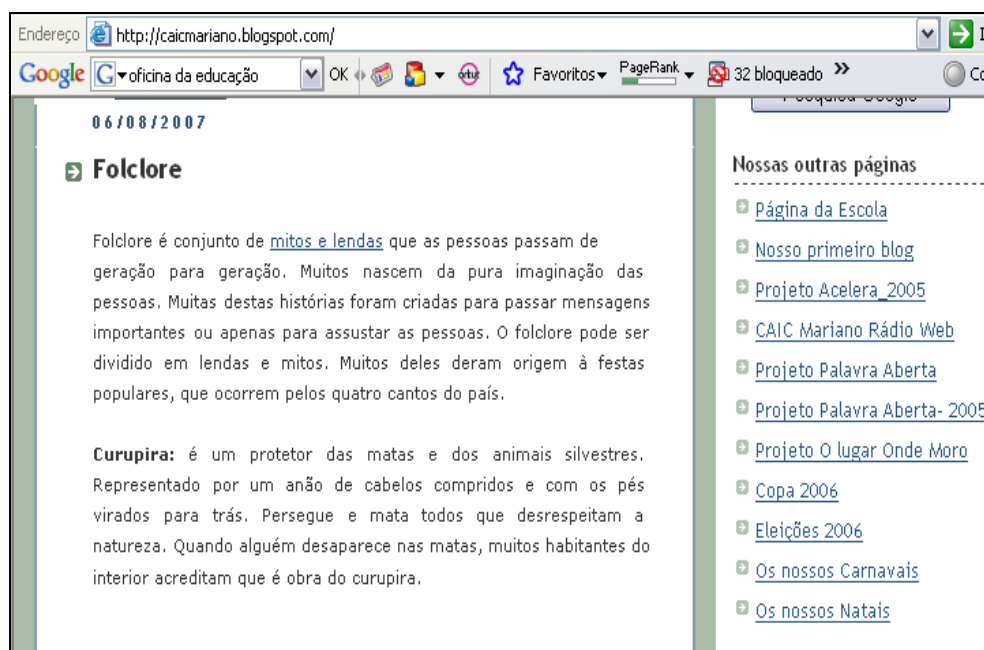 Endereço http://caicmariano.blogspot.com/
Google G oficina da educação OK Favoritos PageRank 32 bloqueado »
06/08/2007
Folclore
Folclore é conjunto de mitos e lendas que as pessoas passam de
geração para geração. Muitos nascem da pura imaginação das
pessoas. Muitas destas histórias foram criadas para passar mensagens
importantes ou apenas para assustar as pessoas. O folclore pode ser
dividido em lendas e mitos. Muitos deles deram origem à festas
populares, que ocorrem pelos quatro cantos do país.
Curupira: é um protetor das matas e dos animais silvestres.
Representado por um anão de cabelos compridos e com os pés
virados para trás. Persegue e mata todos que desrespeitam a
natureza. Quando alguém desaparece nas matas, muitos habitantes do
interior acreditam que é obra do curupira.
Nossas outras páginas
Página da Escola
Nosso primeiro blog
Projeto Acelera_2005
CAIC Mariano Rádio Web
Projeto Palavra Aberta
Projeto Palavra Aberta- 2005
Projeto O lugar Onde Moro
Copa 2006
Eleições 2006
Os nossos Carnavais
Os nossos Natais